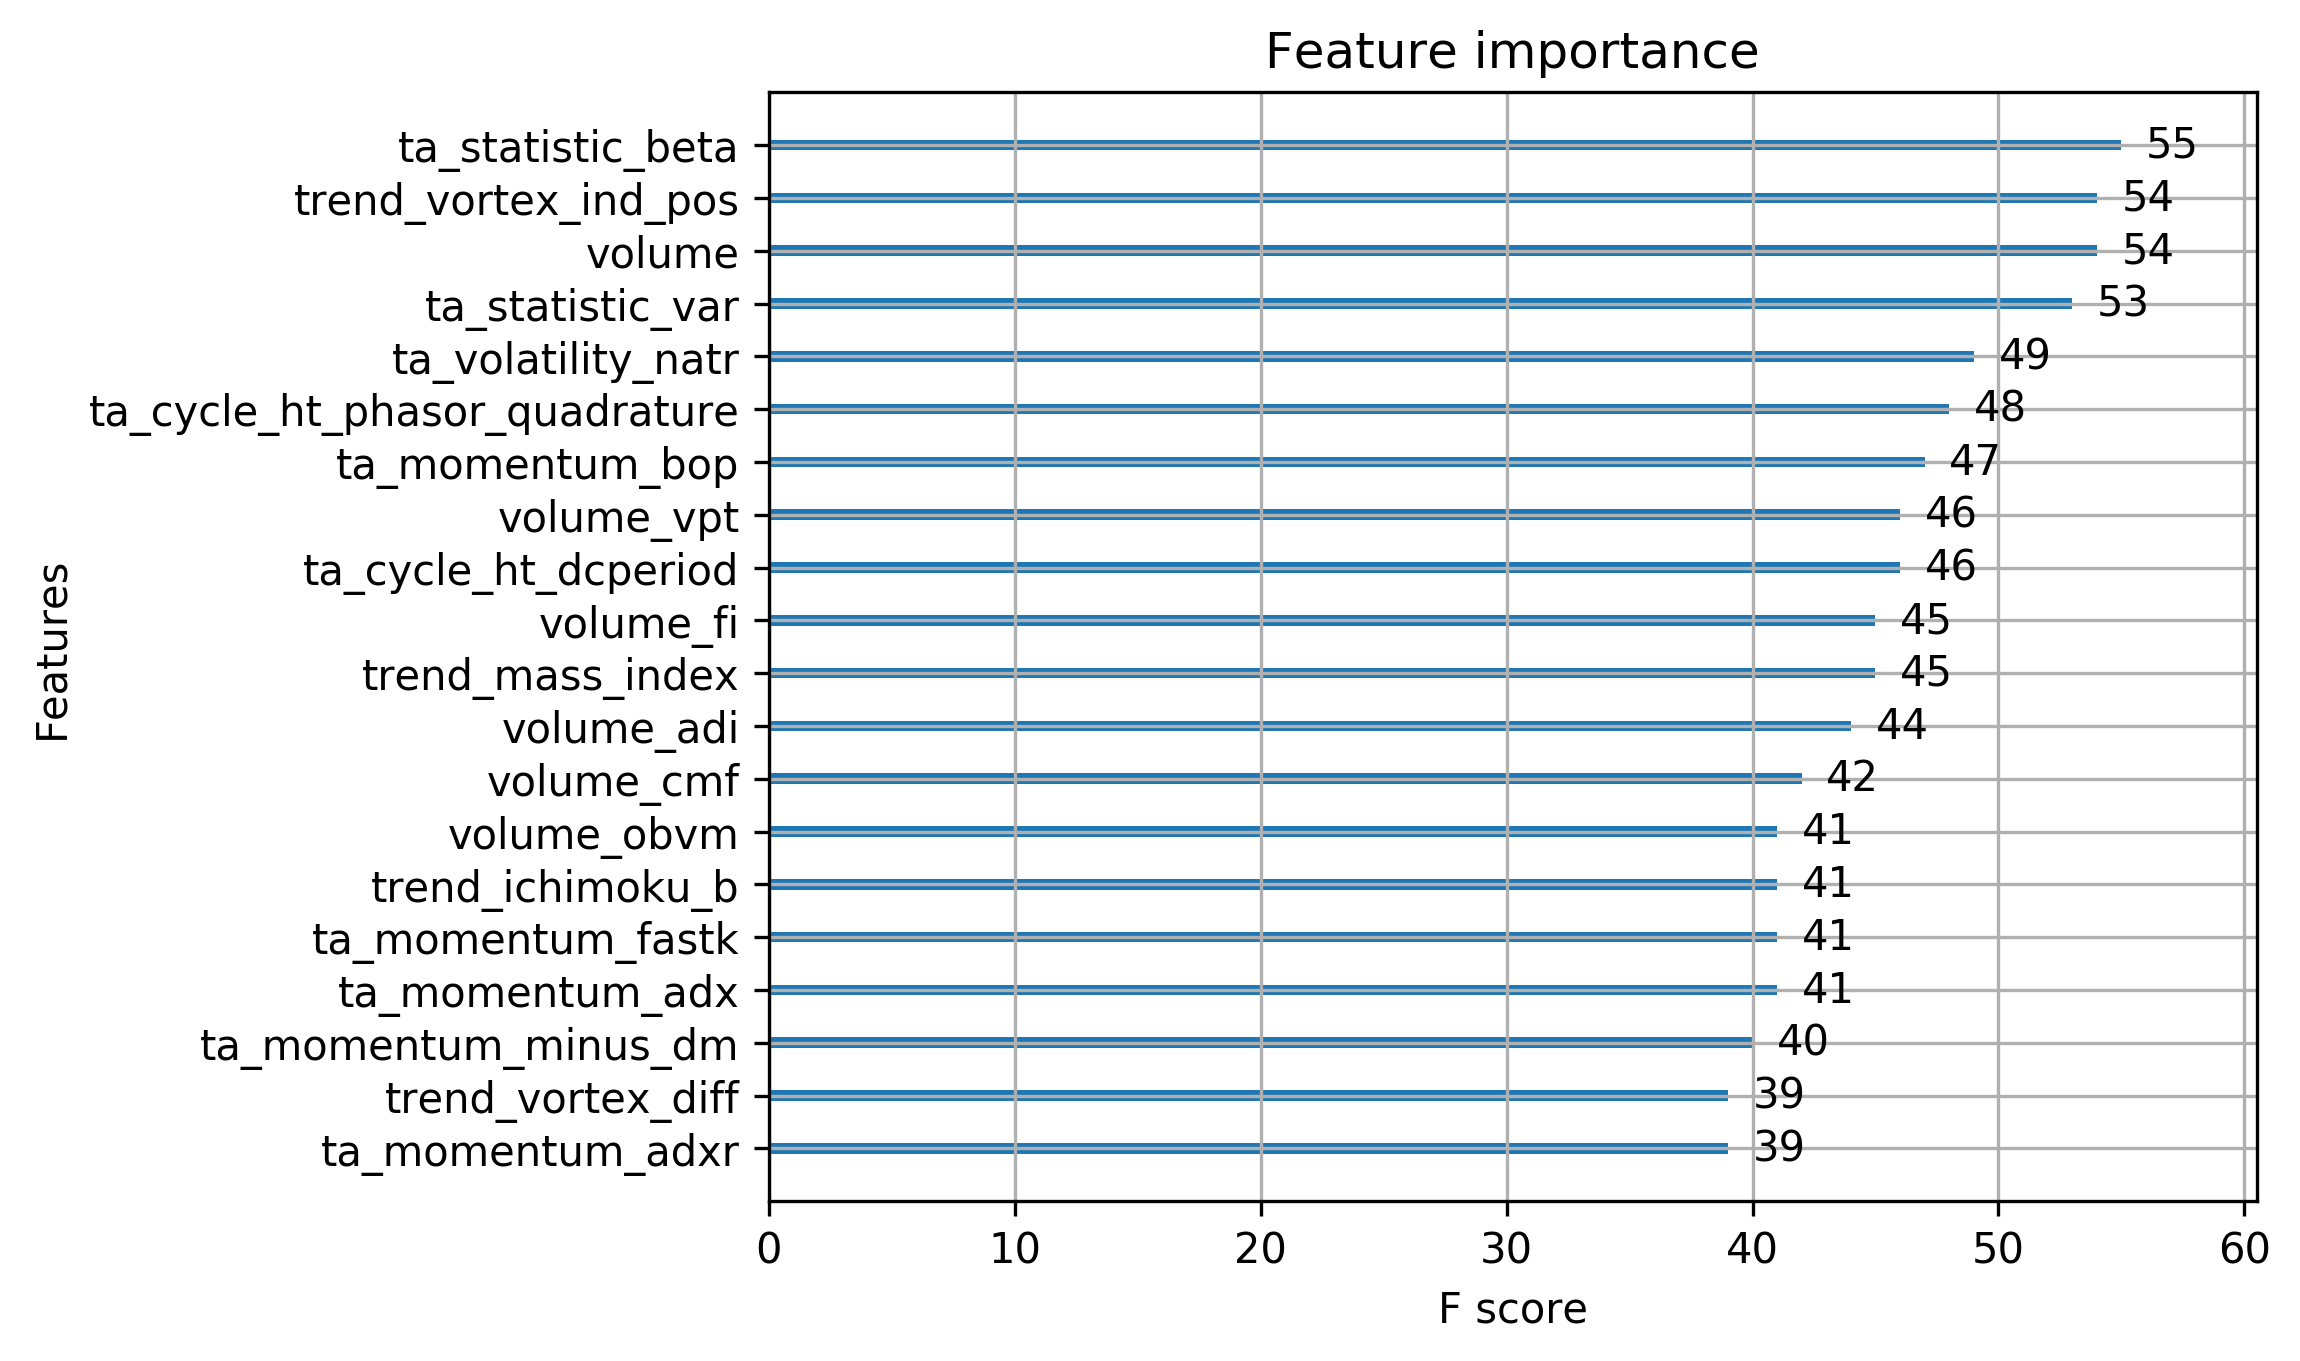 Feature importance
ta_statistic_beta 55
trend_vortex_ind_pos 54
volume 54
ta_statistic_var 53
ta_volatility_natr 49
ta_cycle_ht_phasor_quadrature 48
ta_momentum_bop 47
volume_vpt 46
ta_cycle_ht_dcperiod 46
volume_fi 45
trend_mass_index 45
volume_adi 44
volume_cmf 42
volume_obvm 41
trend_ichimoku_b 41
ta_momentum_fastk 41
ta_momentum_adx 41
ta_momentum_minus_dm 40
trend_vortex_diff 39
ta_momentum_adxr 39
Features
0 10 20 30 40 50 60
F score